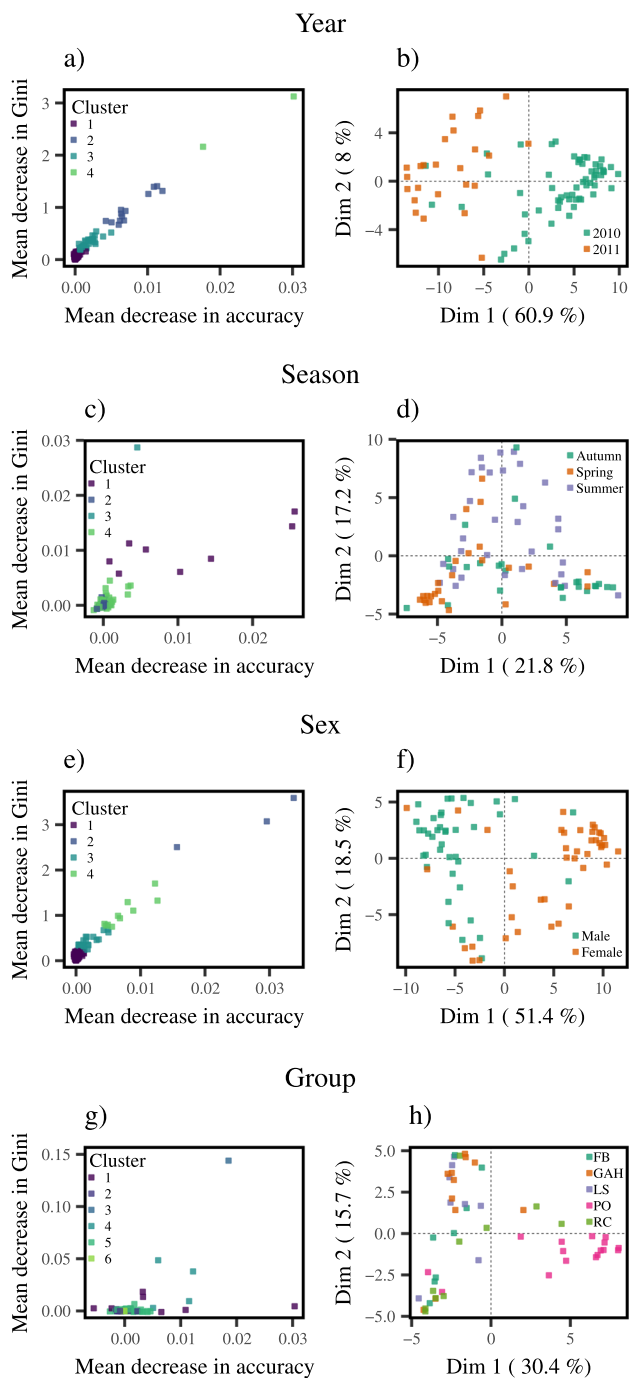 Year
a)
Mean decrease in Gini
3
2
1
0
Cluster
1
2
3
4
0.00
0.01
0.02
0.03
Mean decrease in accuracy
b)
Dim 2 ( 8 %)
4
0
−4
2010
2011
−10
−5
0
5
10
Dim 1 ( 60.9 %)
Season
c)
Mean decrease in Gini
0.03
0.02
0.01
0.00
Cluster
1
2
3
4
0.00
0.01
0.02
Mean decrease in accuracy
d)
Dim 2 ( 17.2 %)
10
5
0
−5
Autumn
Spring
Summer
−5
0
5
Dim 1 ( 21.8 %)
Sex
e)
Mean decrease in Gini
3
2
1
0
Cluster
1
2
3
4
0.00
0.01
0.02
0.03
Mean decrease in accuracy
f)
Dim 2 ( 18.5 %)
5
0
−5
Male
Female
−10
−5
0
5
10
Dim 1 ( 51.4 %)
Group
g)
Mean decrease in Gini
0.15
0.10
0.05
0.00
Cluster
1
2
3
4
5
6
0.00
0.01
0.02
0.03
Mean decrease in accuracy
h)
Dim 2 ( 15.7 %)
5.0
2.5
0.0
−2.5
−5.0
FB
GAH
LS
PO
RC
−5
0
5
Dim 1 ( 30.4 %)